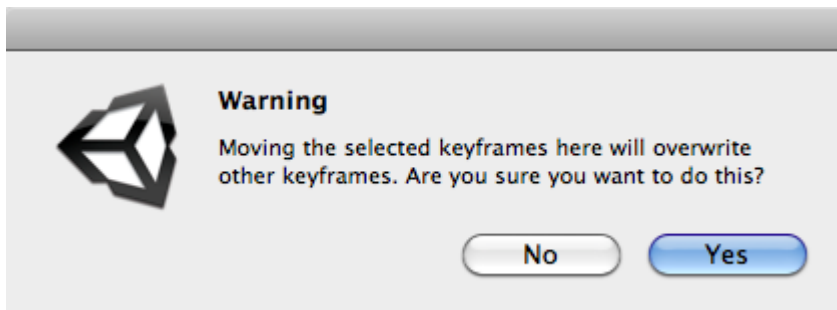 Warning
Moving the selected keyframes here will overwrite
other keyframes. Are you sure you want to do this?
No
Yes